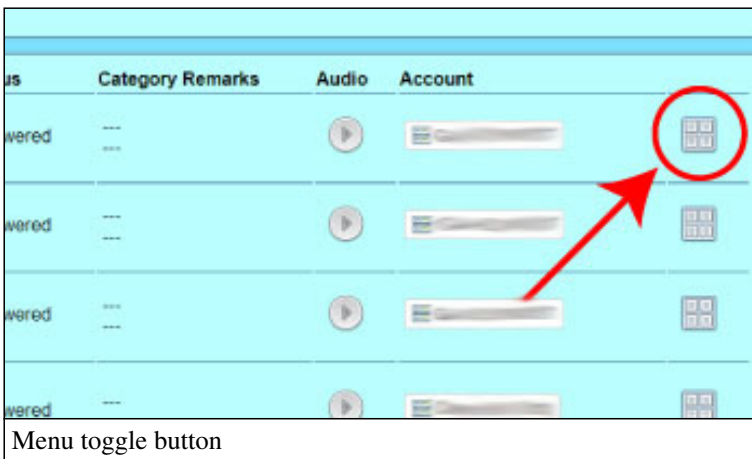 us Category Remarks Audio Account
wered ---
---
wered ---
---
wered ---
---
wered ---
Menu toggle button